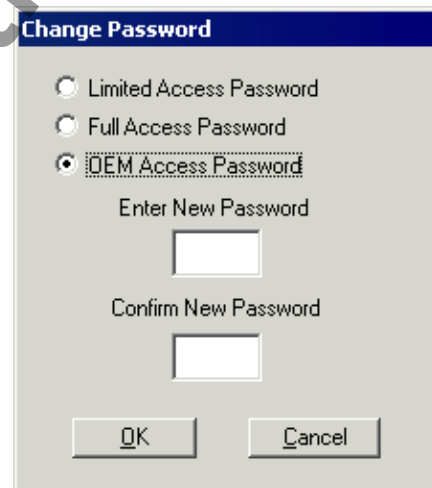 Change Password
Limited Access Password
Full Access Password
OEM Access Password
Enter New Password
Confirm New Password
OK
Cancel